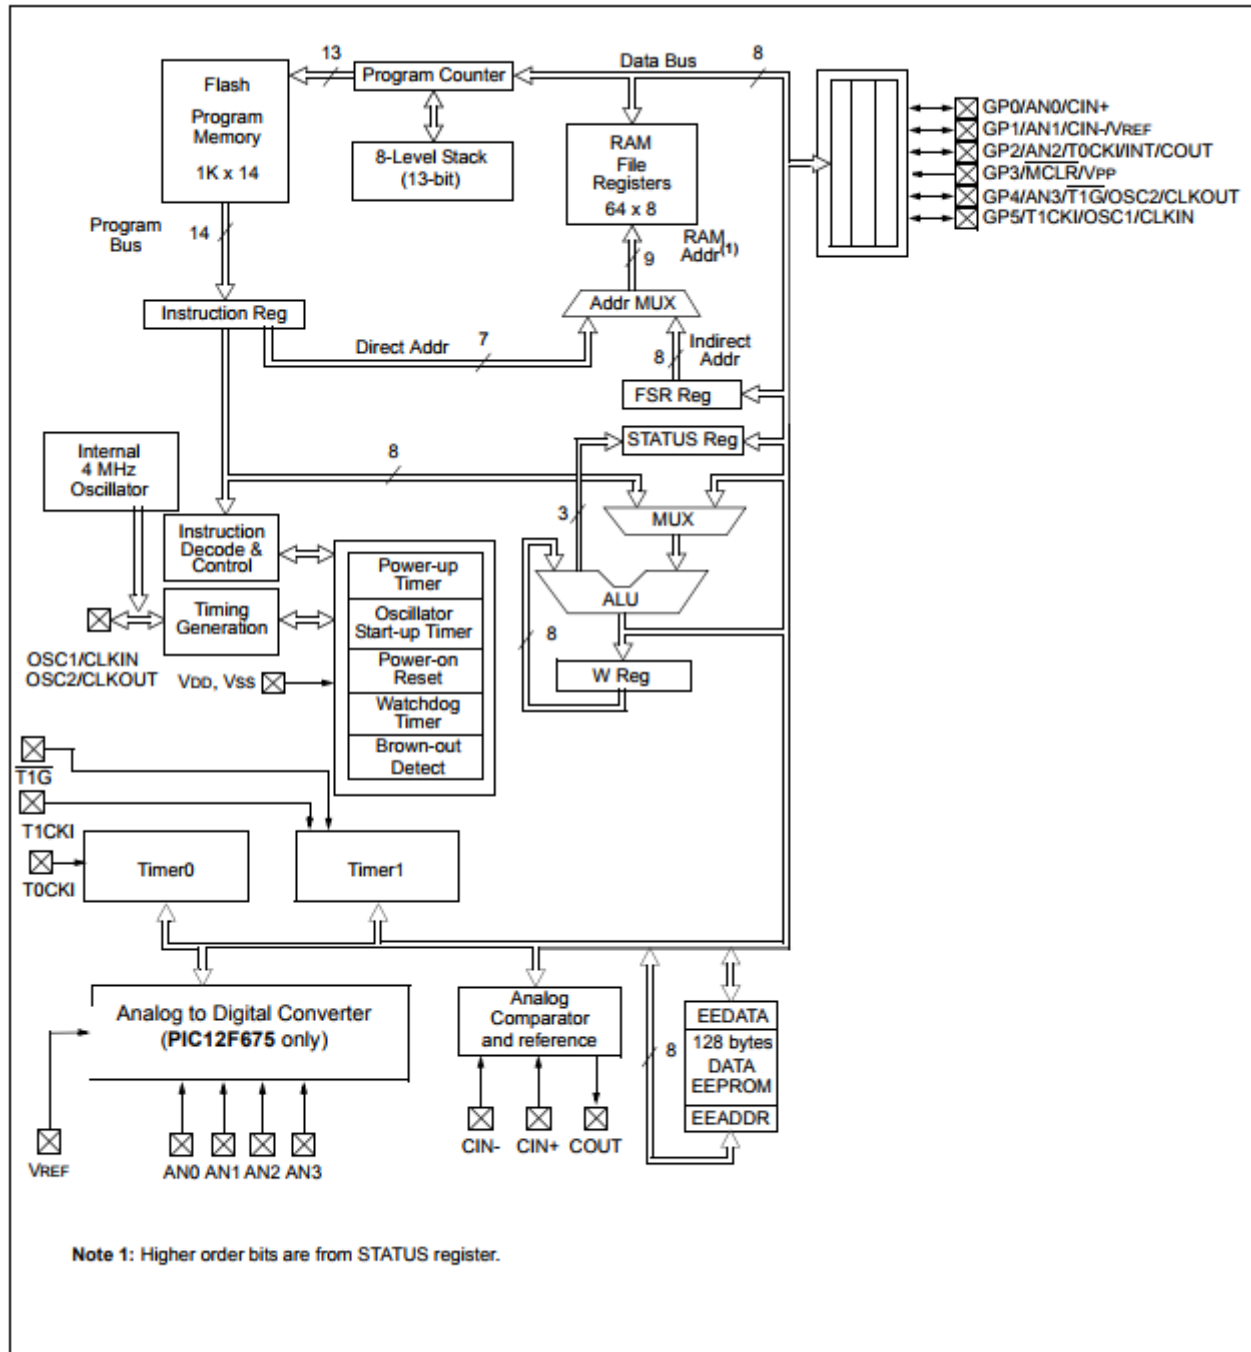 13
Data Bus
8
Flash
Program
Memory
1K x 14
Program Counter
8-Level Stack
(13-bit)
RAM
File
Registers
64 x 8
GP0/AN0/CIN+
GP1/AN1/CIN-/VREF
GP2/AN2/T0CKI/INT/COUT
GP3/MCLR/VPP
GP4/AN3/T1G/OSC2/CLKOUT
GP5/T1CKI/OSC1/CLKIN
Program
Bus
14
RAM
Addr(1)
9
Instruction Reg
Addr MUX
Direct Addr
7
Indirect
Addr
8
FSR Reg
STATUS Reg
Internal
4 MHz
Oscillator
8
3
MUX
Instruction
Decode &
Control
Power-up
Timer
ALU
Timing
Generation
Oscillator
Start-up Timer
8
OSC1/CLKIN
OSC2/CLKOUT
VDD, VSS
Power-on
Reset
W Reg
Watchdog
Timer
Brown-out
Detect
T1G
T1CKI
T0CKI
Timer0
Timer1
Analog to Digital Converter
(PIC12F675 only)
Analog
Comparator
and reference
8
EEDATA
128 bytes
DATA
EEPROM
EEADDR
VREF
AN0 AN1 AN2 AN3
CIN- CIN+ COUT
Note 1: Higher order bits are from STATUS register.